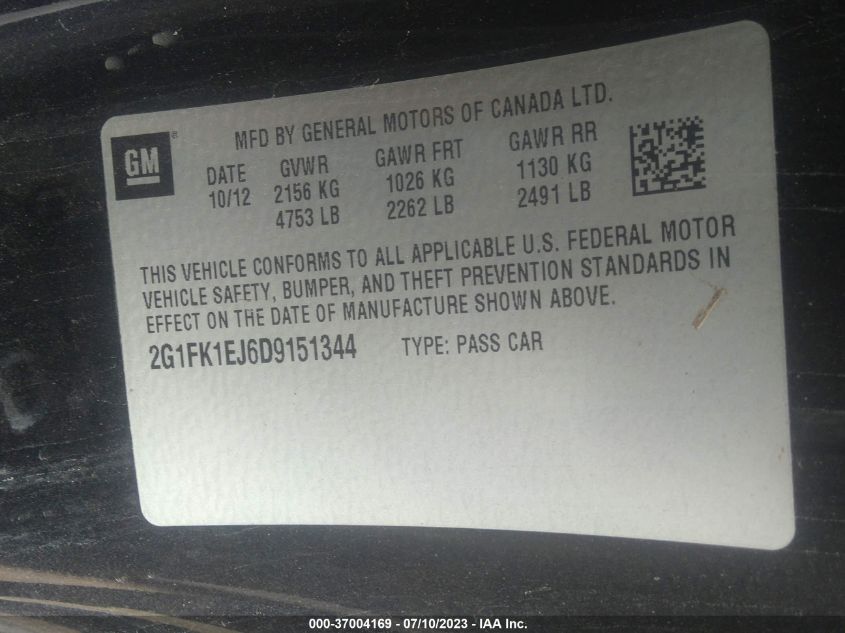 MFD BY GENERAL MOTORS OF CANADA LTD.
GM ®
DATE GVWR GAWR FRT GAWR RR
10/12 2156 KG 1026 KG 1130 KG
4753 LB 2262 LB 2491 LB
THIS VEHICLE CONFORMS TO ALL APPLICABLE U.S. FEDERAL MOTOR
VEHICLE SAFETY, BUMPER, AND THEFT PREVENTION STANDARDS IN
EFFECT ON THE DATE OF MANUFACTURE SHOWN ABOVE.
2G1FK1EJ6D9151344 TYPE: PASS CAR
000-37004169 - 07/10/2023 - IAA Inc.